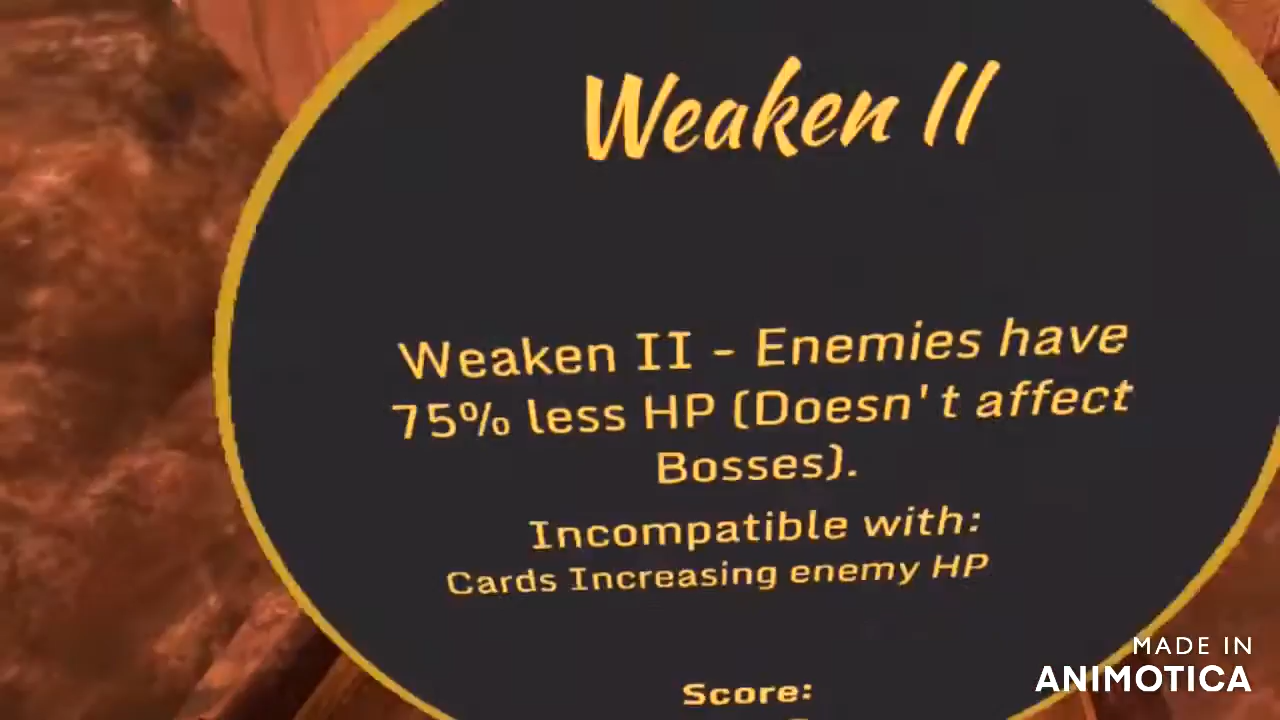 Weaken II
Weaken II - Enemies have
75% less HP (Doesn't affect
Bosses).
Incompatible with:
Cards Increasing enemy HP
Score:
MADE IN
ANIMOTICA